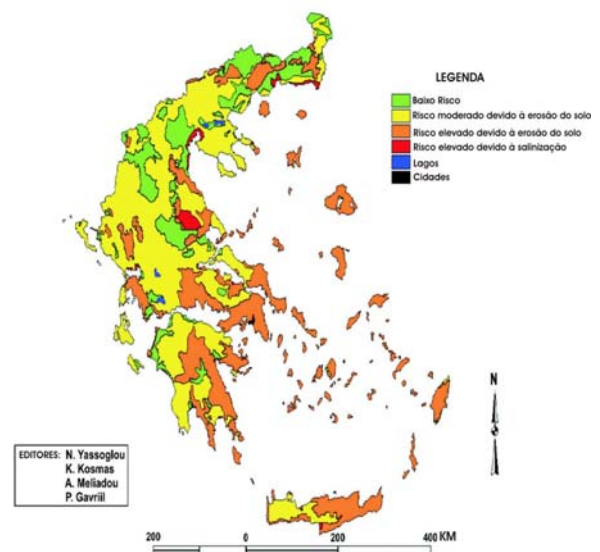 LEGENDA
Baixo Risco
Risco moderado devido à erosão do solo
Risco elevado devido à erosão do solo
Risco elevado devido à salinização
Lagos
Cidades
N
EDITORES: N. Yassoglou
K. Kosmas
A. Meliadou
P. Gavriil
200 0 200 400 KM